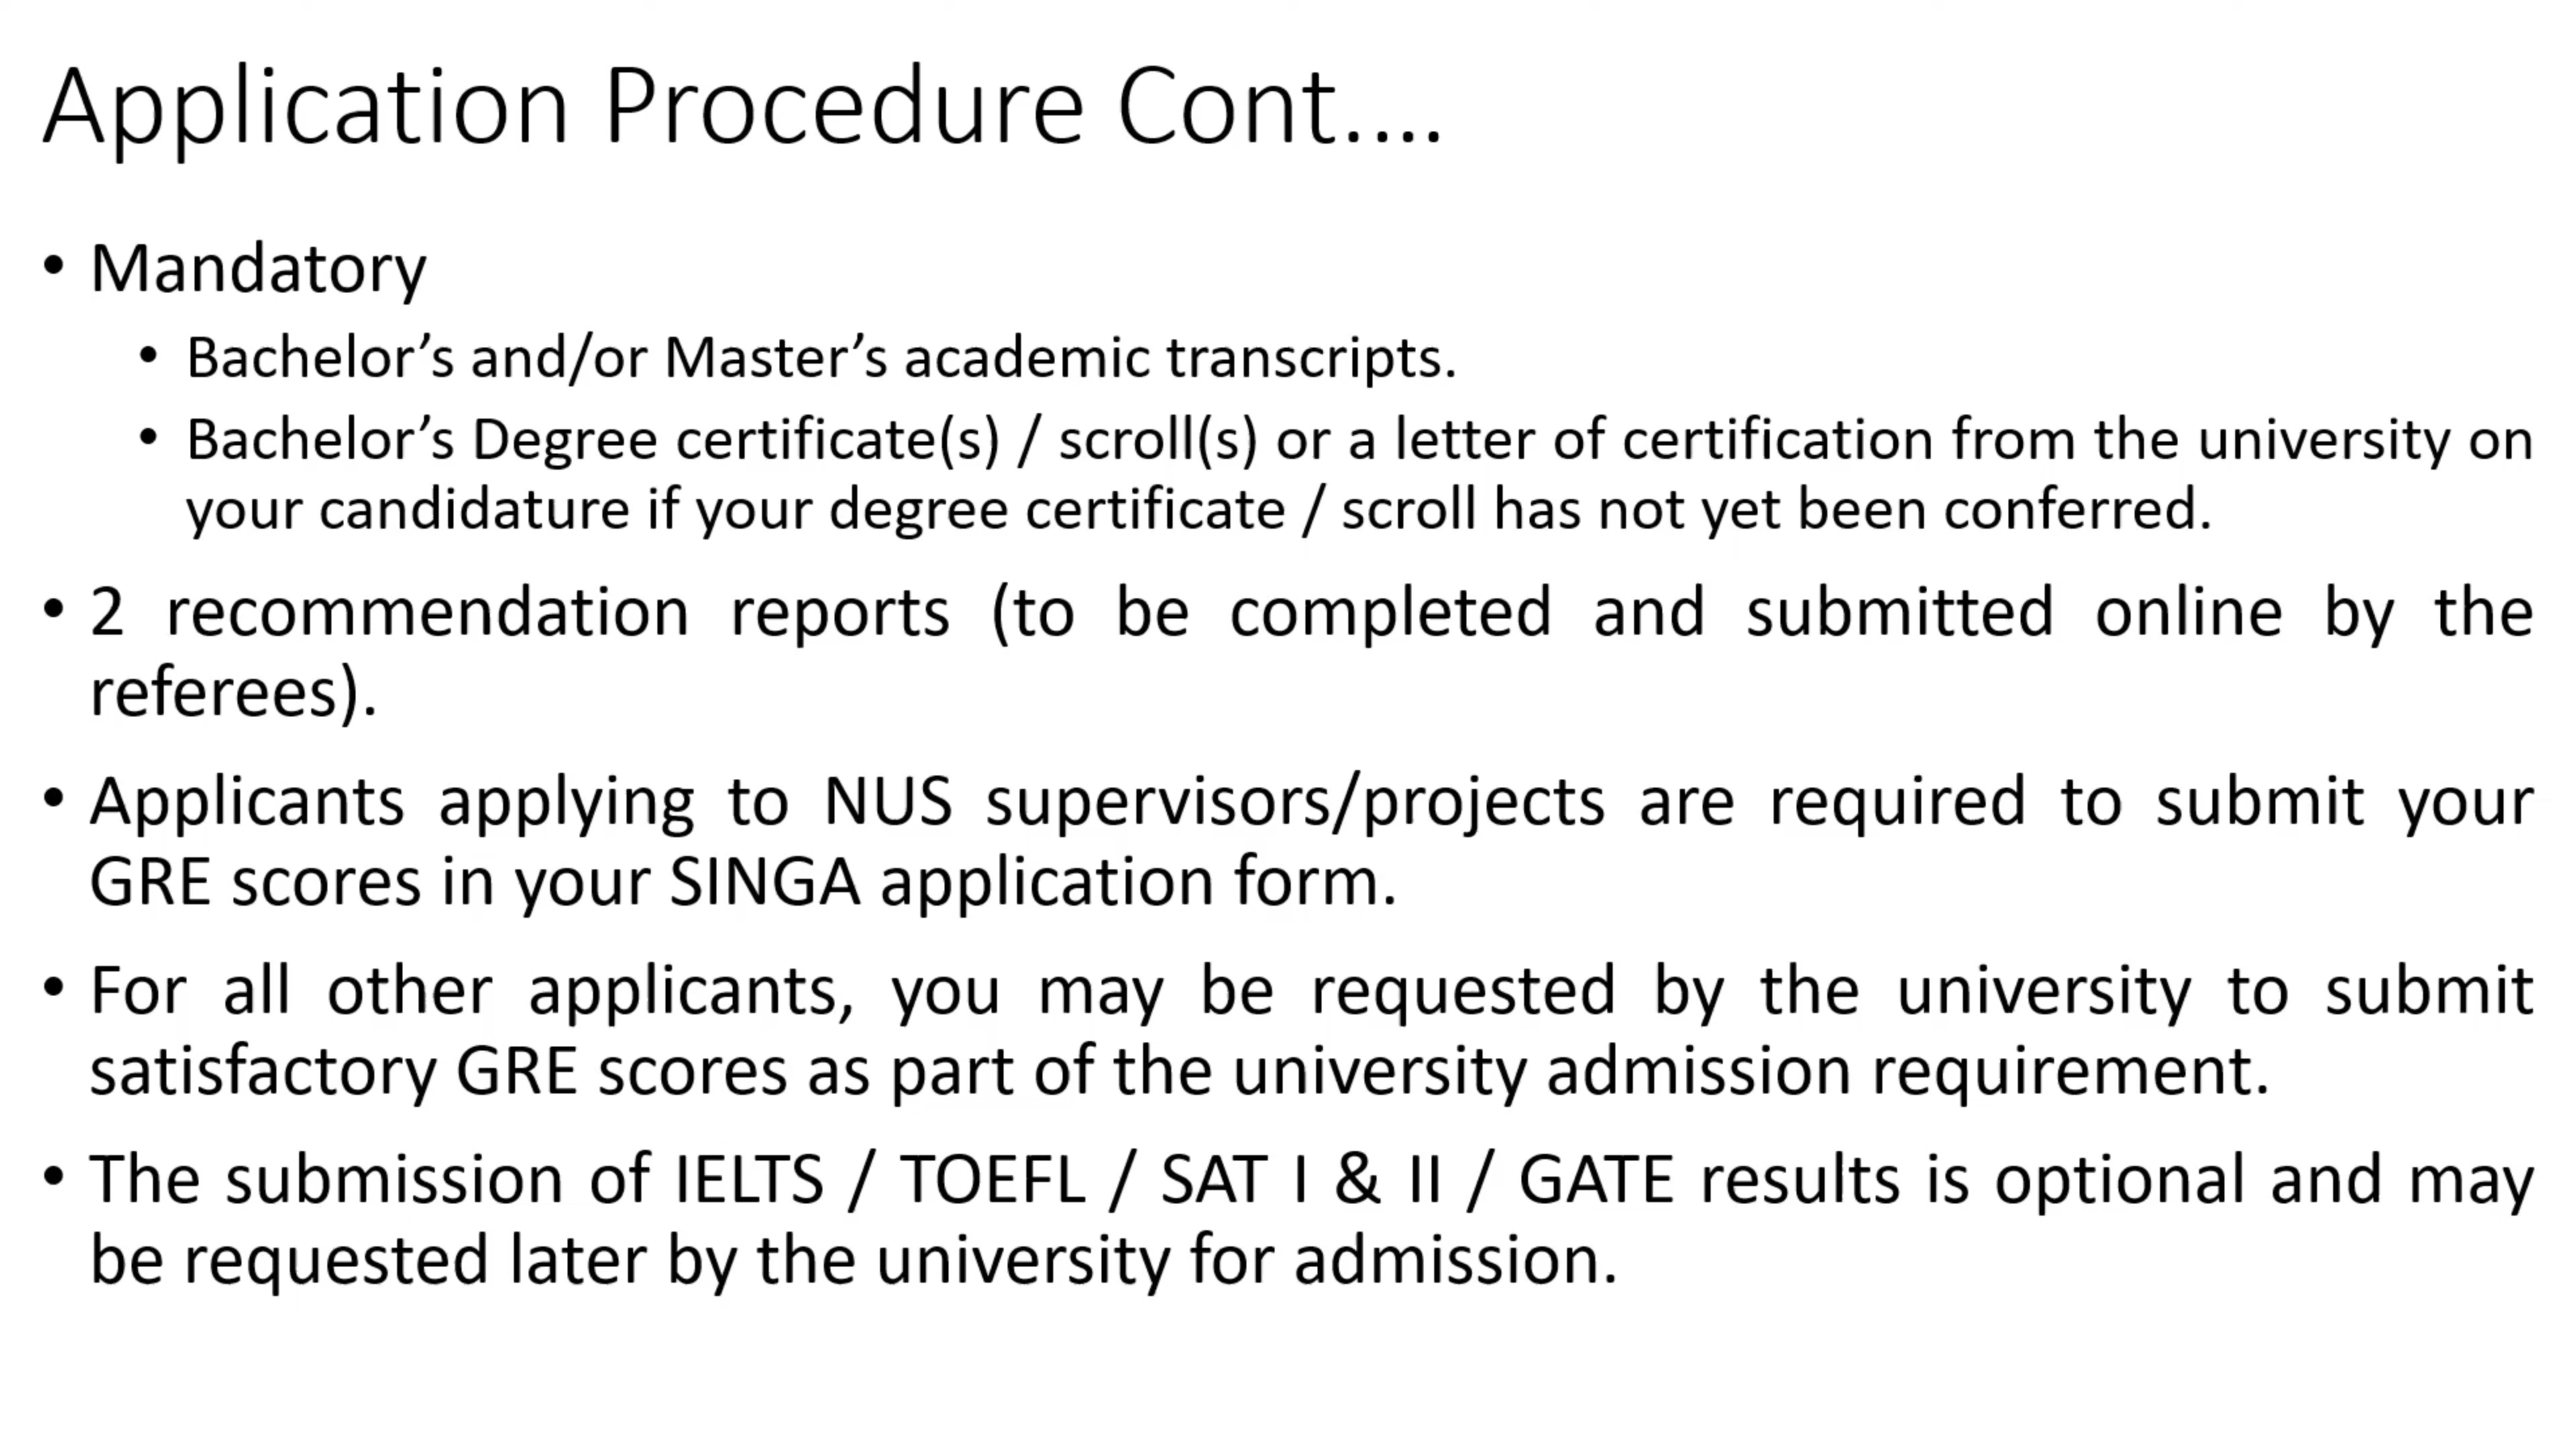 Application Procedure Cont....
• Mandatory
• Bachelor’s and/or Master’s academic transcripts.
• Bachelor’s Degree certificate(s) / scroll(s) or a letter of certification from the university on
your candidature if your degree certificate / scroll has not yet been conferred.
• 2 recommendation reports (to be completed and submitted online by the
referees).
• Applicants applying to NUS supervisors/projects are required to submit your
GRE scores in your SINGA application form.
• For all other applicants, you may be requested by the university to submit
satisfactory GRE scores as part of the university admission requirement.
• The submission of IELTS / TOEFL / SAT I & II / GATE results is optional and may
be requested later by the university for admission.